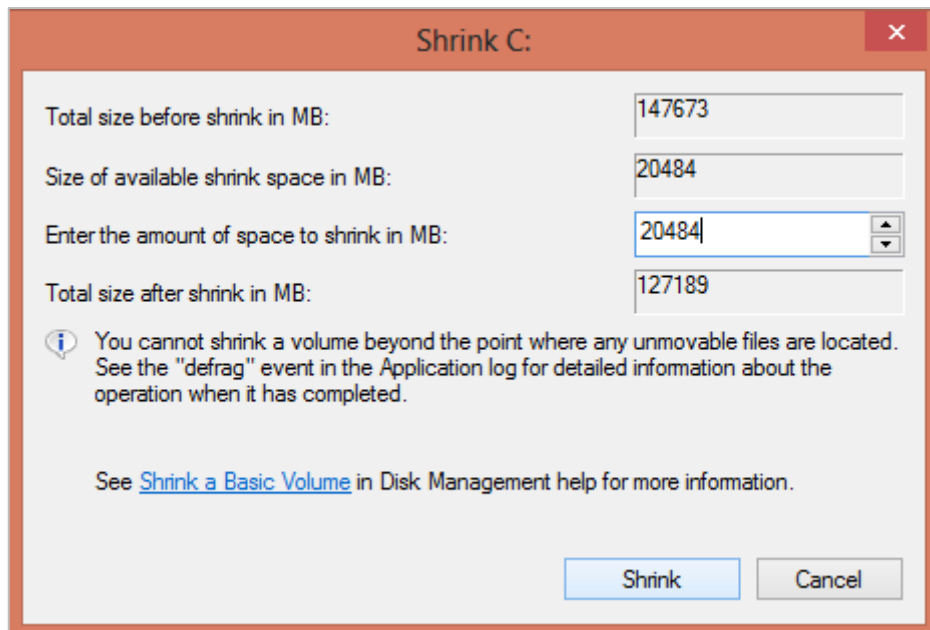 Shrink C:
Total size before shrink in MB: 147673
Size of available shrink space in MB: 20484
Enter the amount of space to shrink in MB: 20484
Total size after shrink in MB: 127189
You cannot shrink a volume beyond the point where any unmovable files are located.
See the "defrag" event in the Application log for detailed information about the
operation when it has completed.
See Shrink a Basic Volume in Disk Management help for more information.
Shrink Cancel